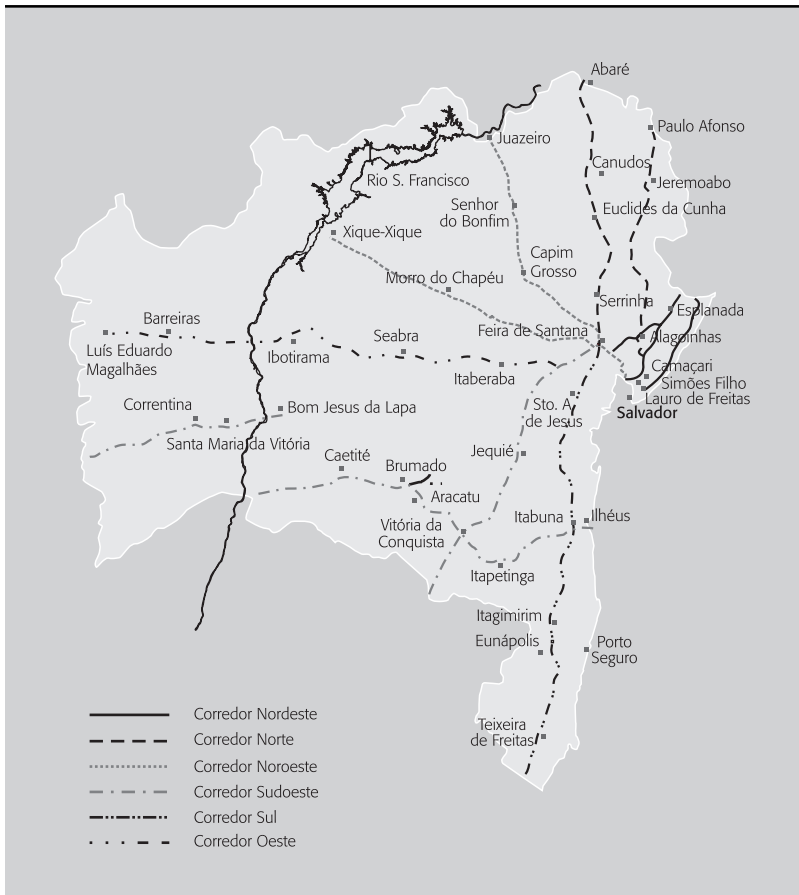 Abaré
Paulo Afonso
Juazeiro
Canudos
Rio S. Francisco
Jeremoabo
Senhor
do Bonfim
Euclides da Cunha
Xique-Xique
Capim
Grosso
Morro do Chapéu
Serrinha
Esplanada
Barreiras
Feira de Santana
Alagoinhas
Seabra
Luís Eduardo
Magalhães
Ibotirama
Itaberaba
Camaçari
Simões Filho
Lauro de Freitas
Correntina
Bom Jesus da Lapa
Sto. A.
de Jesus
Salvador
Santa Maria da Vitória
Jequié
Caetité
Brumado
Aracatu
Itabuna
Ilhéus
Vitória da
Conquista
Itapetinga
Itagimirim
Eunápolis
Porto
Seguro
Teixeira
de Freitas
Corredor Nordeste
Corredor Norte
Corredor Noroeste
Corredor Sudoeste
Corredor Sul
Corredor Oeste